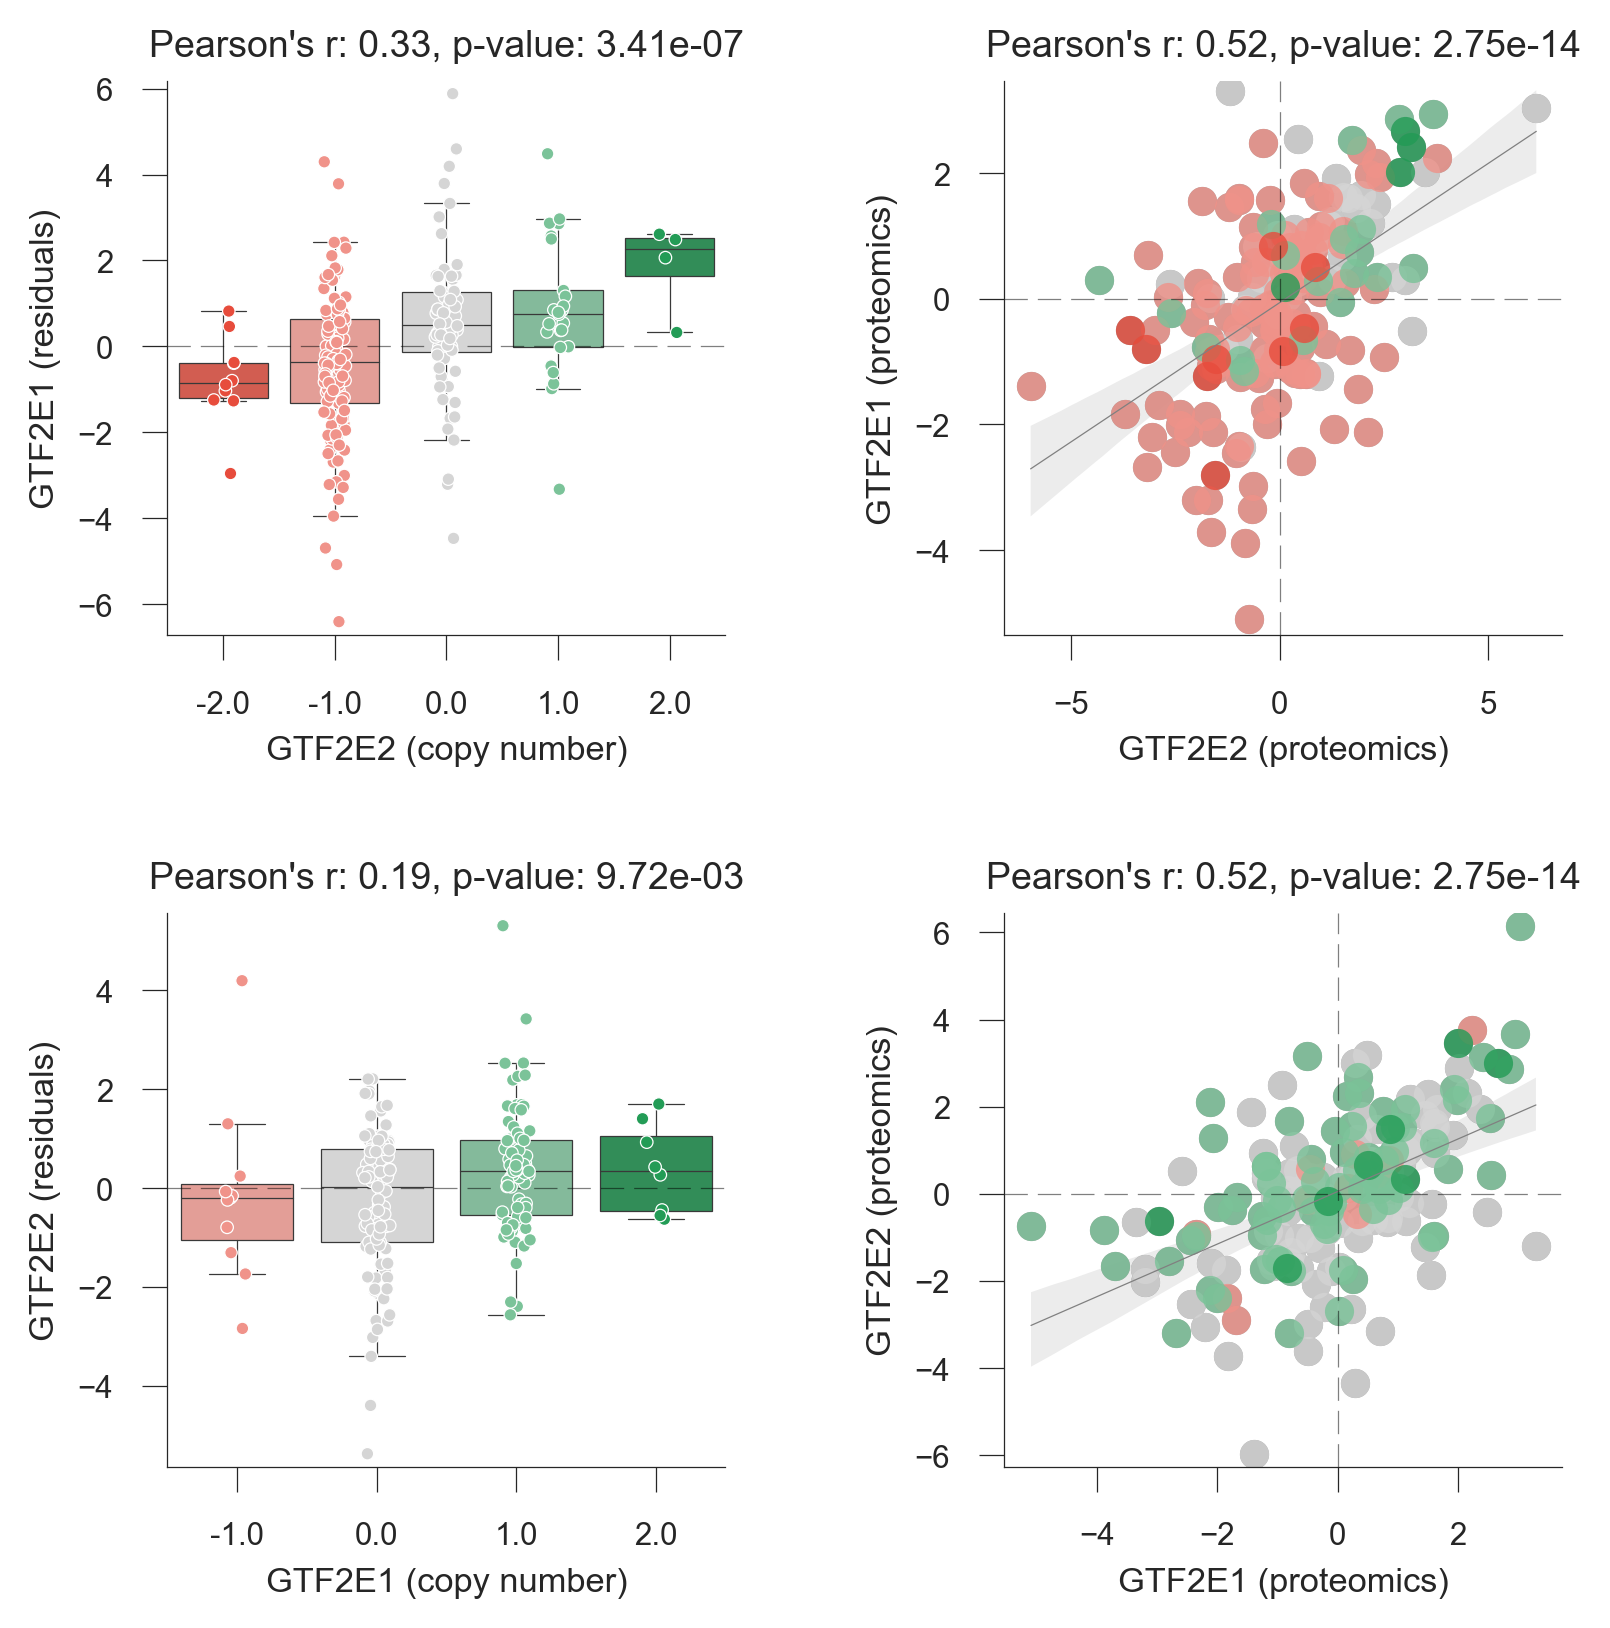 Pearson's r: 0.33, p-value: 3.41e-07
6
4
2
0
−2
−4
−6
GTF2E1 (residuals)
-2.0 -1.0 0.0 1.0 2.0
GTF2E2 (copy number)
Pearson's r: 0.52, p-value: 2.75e-14
2
0
−2
−4
GTF2E1 (proteomics)
−5 0 5
GTF2E2 (proteomics)
Pearson's r: 0.19, p-value: 9.72e-03
4
2
0
−2
−4
GTF2E2 (residuals)
-1.0 0.0 1.0 2.0
GTF2E1 (copy number)
Pearson's r: 0.52, p-value: 2.75e-14
6
4
2
0
−2
−4
−6
GTF2E2 (proteomics)
−4 −2 0 2
GTF2E1 (proteomics)